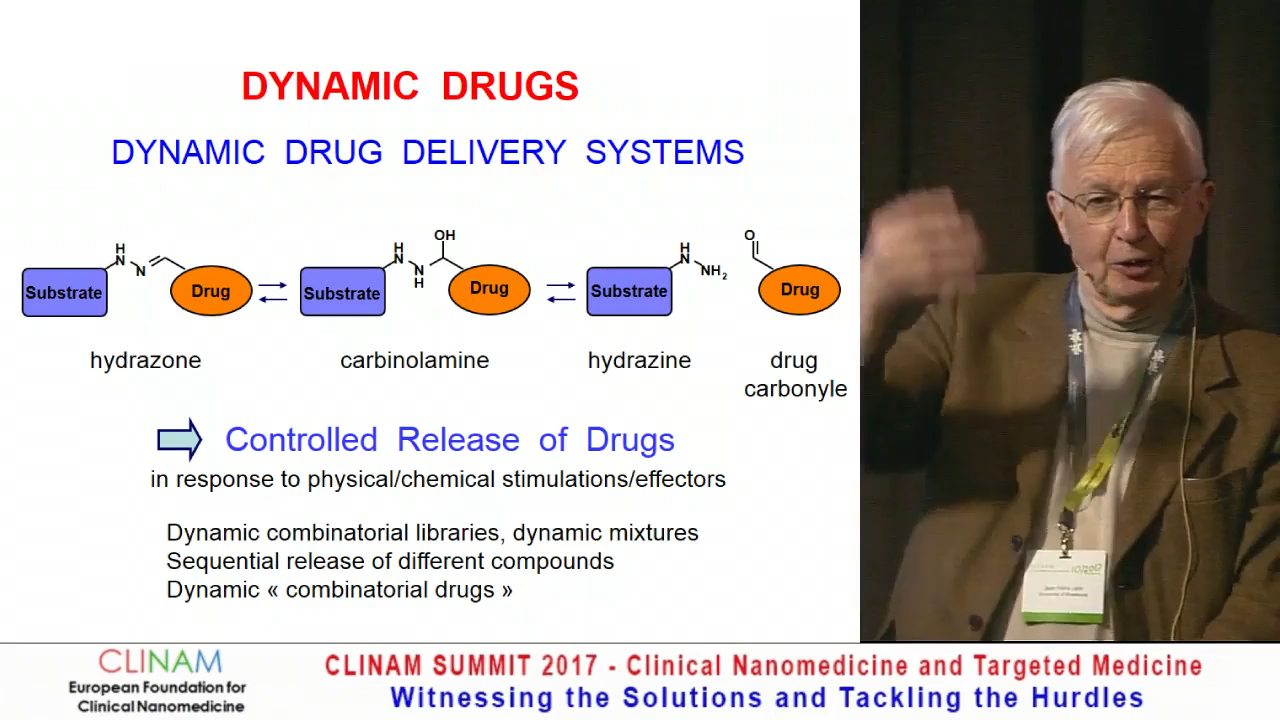 DYNAMIC DRUGS
DYNAMIC DRUG DELIVERY SYSTEMS
H
N
N
Substrate
Drug
H
N
N
H
OH
Substrate
Drug
H
N
NH2
Substrate
O
Drug
hydrazone
carbinolamine
hydrazine
drug
carbonyle
Controlled Release of Drugs
in response to physical/chemical stimulations/effectors
Dynamic combinatorial libraries, dynamic mixtures
Sequential release of different compounds
Dynamic « combinatorial drugs »
CLINAM
European Foundation for
Clinical Nanomedicine
CLINAM SUMMIT 2017 - Clinical Nanomedicine and Targeted Medicine
Witnessing the Solutions and Tackling the Hurdles